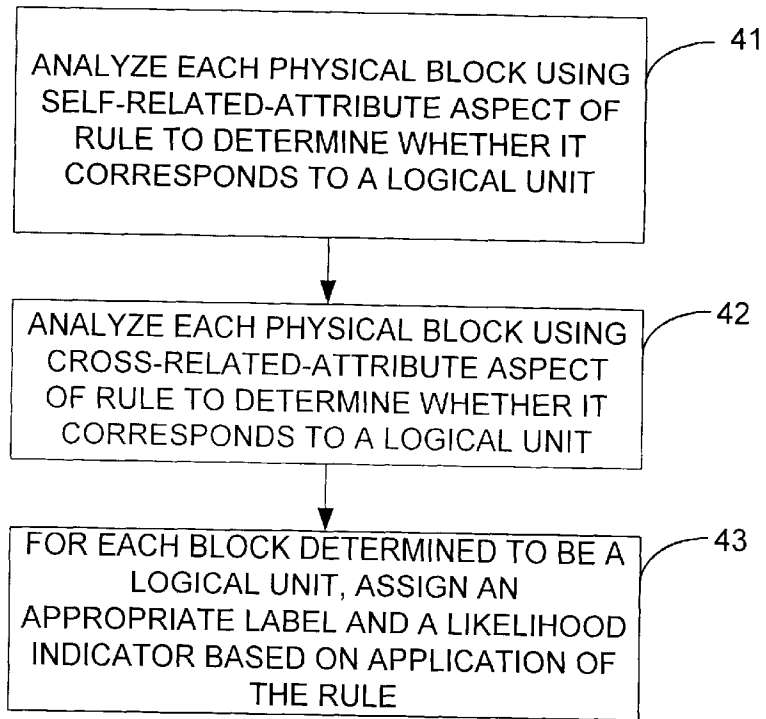 41
ANALYZE EACH PHYSICAL BLOCK USING
SELF-RELATED-ATTRIBUTE ASPECT OF
RULE TO DETERMINE WHETHER IT
CORRESPONDS TO A LOGICAL UNIT
42
ANALYZE EACH PHYSICAL BLOCK USING
CROSS-RELATED-ATTRIBUTE ASPECT
OF RULE TO DETERMINE WHETHER IT
CORRESPONDS TO A LOGICAL UNIT
43
FOR EACH BLOCK DETERMINED TO BE A
LOGICAL UNIT, ASSIGN AN
APPROPRIATE LABEL AND A LIKELIHOOD
INDICATOR BASED ON APPLICATION OF
THE RULE